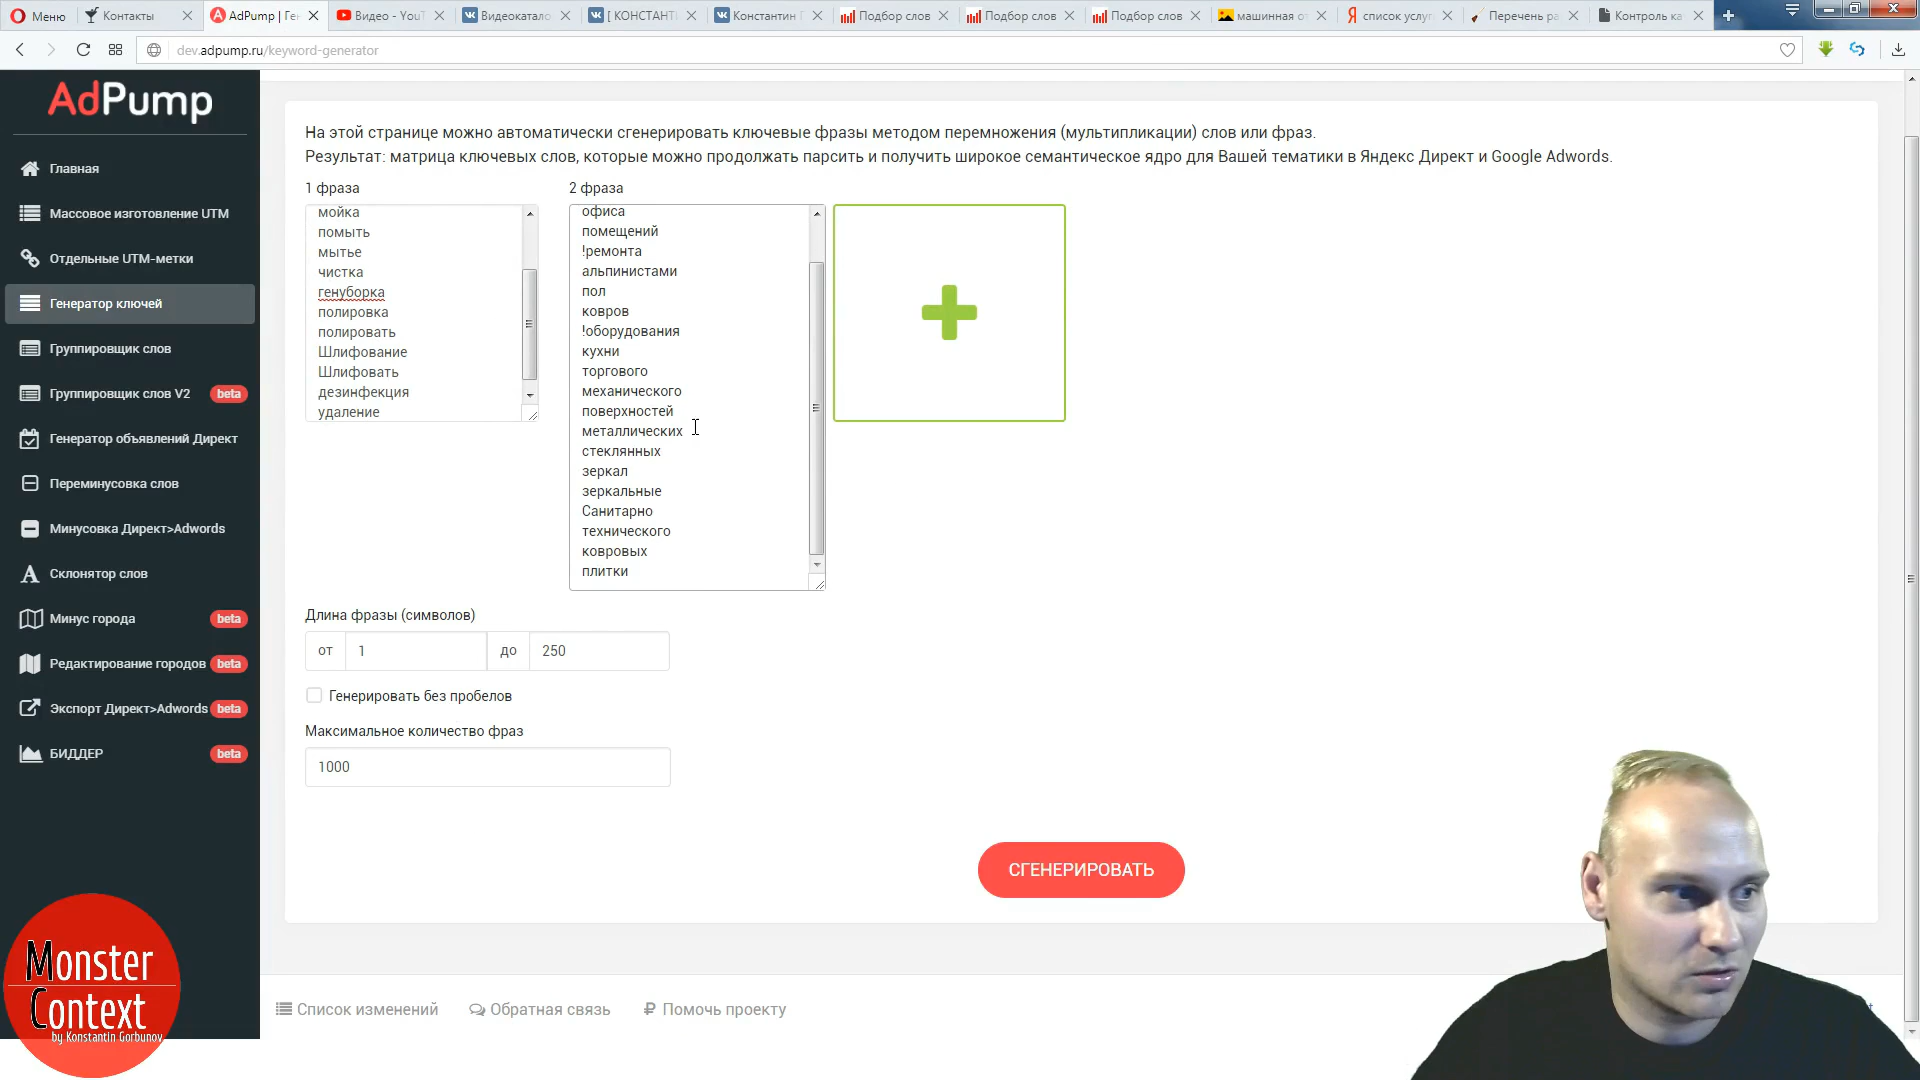 Меню
Контакты
AdPump | Ге
Видео - YouT
Видеокатало
[ КОНСТАНТ
Константин Г
Подбор слов
Подбор слов
Подбор слов
машинная о
список услу
Перечень ра
Контроль ка
dev.adpump.ru/keyword-generator
AdPump
Главная
Массовое изготовление UTM
Отдельные UTM-метки
Генератор ключей
Группировщик слов
Группировщик слов V2 beta
Генератор объявлений Директ
Переминусовка слов
Минусовка Директ>Adwords
Склонятор слов
Минус города beta
Редактирование городов beta
Экспорт Директ>Adwords beta
БИДДЕР beta
На этой странице можно автоматически сгенерировать ключевые фразы методом перемножения (мультипликации) слов или фраз.
Результат: матрица ключевых слов, которые можно продолжать парсить и получить широкое семантическое ядро для Вашей тематики в Яндекс Директ и Google Adwords.
1 фраза
мойка
помыть
мытье
чистка
генуборка
полировка
полировать
Шлифование
Шлифовать
дезинфекция
удаление
2 фраза
офиса
помещений
!ремонта
альпинистами
пол
ковров
!оборудования
кухни
торгового
механического
поверхностей
металлических
стеклянных
зеркал
зеркальные
Санитарно
технического
ковровых
плитки
Длина фразы (символов)
от 1 до 250
Генерировать без пробелов
Максимальное количество фраз
1000
СГЕНЕРИРОВАТЬ
Список изменений
Обратная связь
Помочь проекту
Monster
Context
by Konstantin Gorbunov